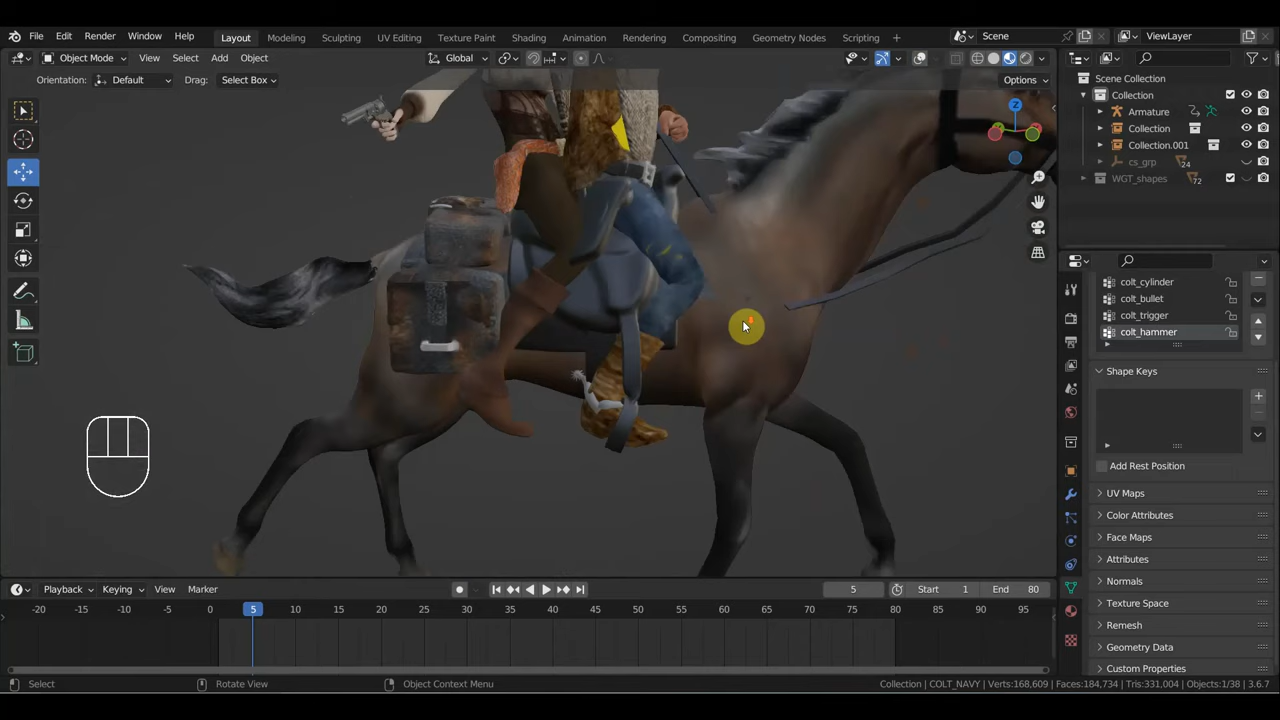 File Edit Render Window Help Layout Modeling Sculpting UV Editing Texture Paint Shading Animation Rendering Compositing Geometry Nodes Scripting + Scene ViewLayer
Object Mode View Select Add Object Global
Orientation: Default Drag: Select Box Options
Scene Collection
Collection
Armature
Collection
Collection.001
cs_grp 24
WGT_shapes 72
Z
colt_cylinder
colt_bullet
colt_trigger
colt_hammer
Shape Keys
Add Rest Position
UV Maps
Color Attributes
Face Maps
Attributes
Normals
Texture Space
Remesh
Geometry Data
Custom Properties
Playback Keying View Marker 5 Start 1 End 80
-20 -15 -10 -5 0 5 10 15 20 25 30 35 40 45 50 55 60 65 70 75 80 85 90 95
Select Rotate View Object Context Menu Collection | COLT_NAVY | Verts:168,609 | Faces:184,734 | Tris:331,004 | Objects:1/38 | 3.6.7